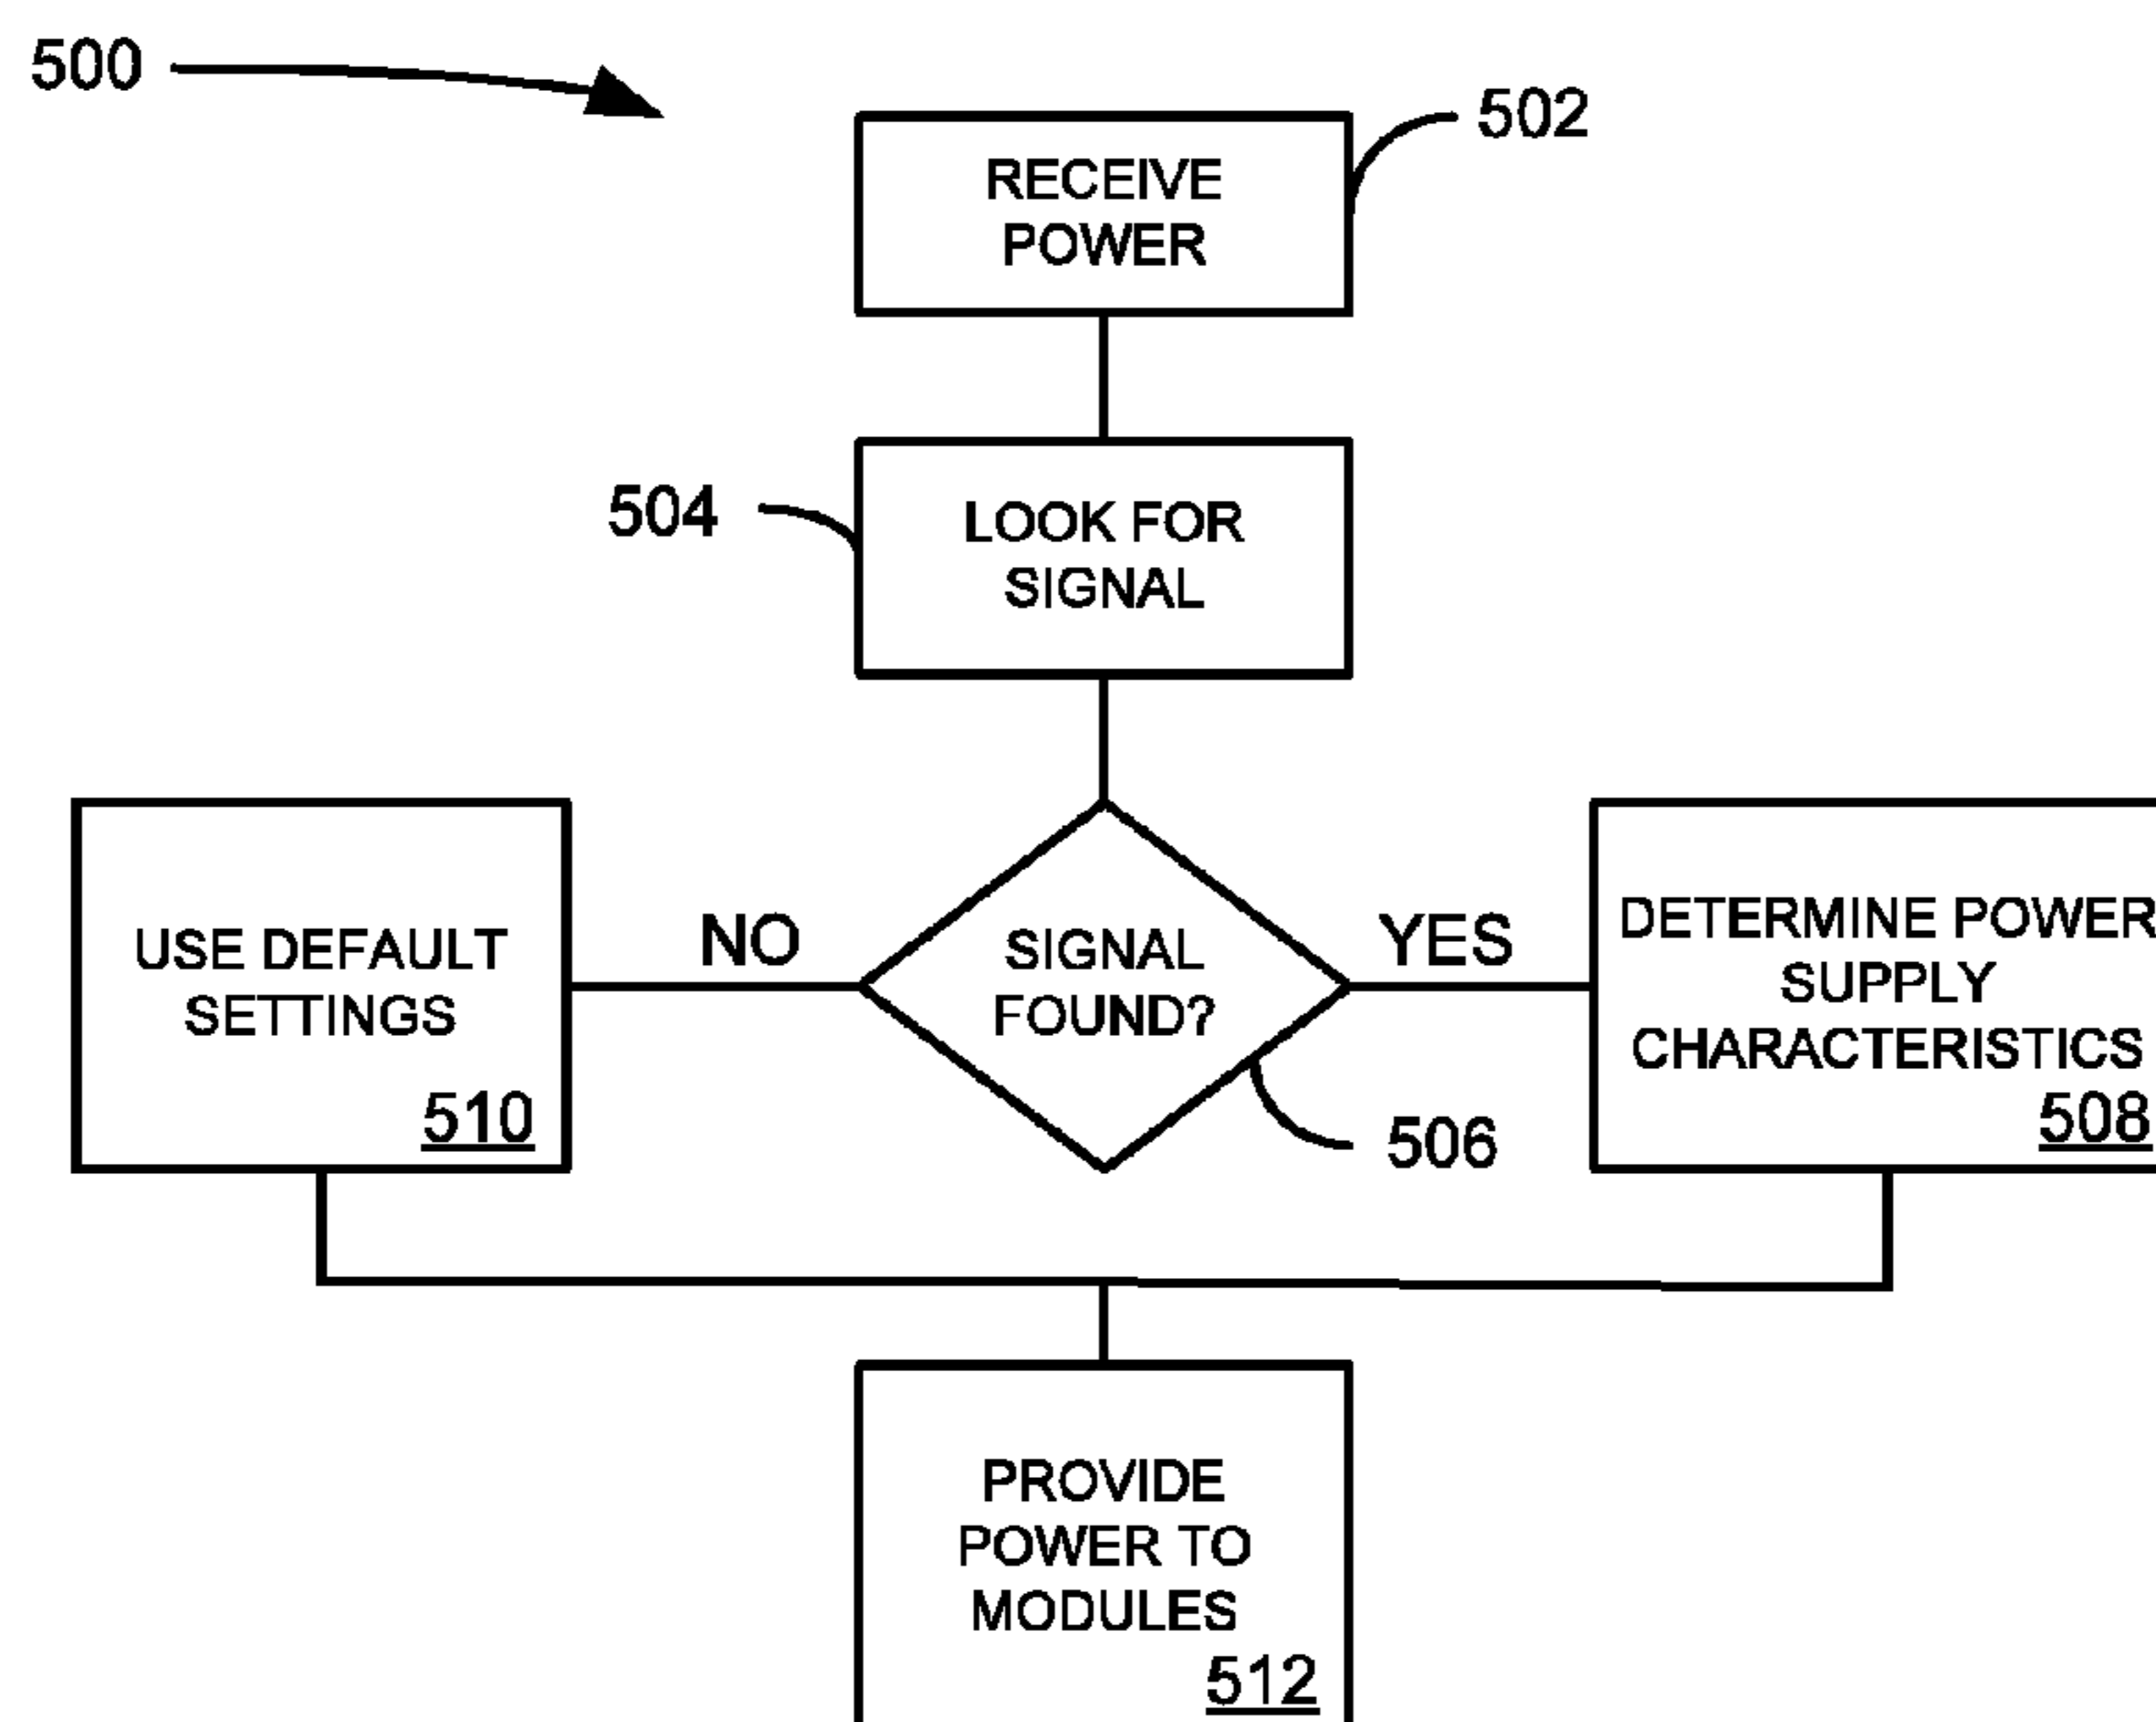 500
502
RECEIVE
POWER
504
LOOK FOR
SIGNAL
USE DEFAULT
SETTINGS
510
NO
SIGNAL
FOUND?
506
YES
DETERMINE POWER
SUPPLY
CHARACTERISTICS
508
PROVIDE
POWER TO
MODULES
512